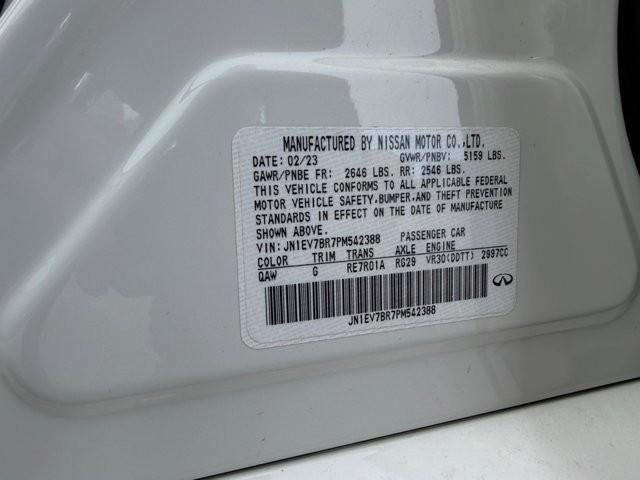 MANUFACTURED BY NISSAN MOTOR CO.,LTD.
DATE: 02/23 GVWR/PNBV: 5159 LBS.
GAWR/PNBE FR: 2646 LBS. RR: 2546 LBS.
THIS VEHICLE CONFORMS TO ALL APPLICABLE FEDERAL
MOTOR VEHICLE SAFETY,BUMPER,AND THEFT PREVENTION
STANDARDS IN EFFECT ON THE DATE OF MANUFACTURE
SHOWN ABOVE.
VIN: JN1EV7BR7PM542388 PASSENGER CAR
COLOR TRIM TRANS AXLE ENGINE
QAW G RE7R01A RG29 VR30(DDTT) 2997CC
JN1EV7BR7PM542388